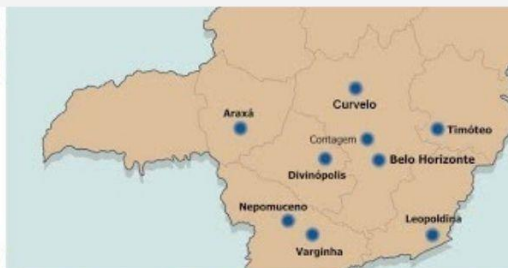 Curvelo
Araxá
Timóteo
Contagem
Belo Horizonte
Divinópolis
Nepomuceno
Leopoldina
Varginha